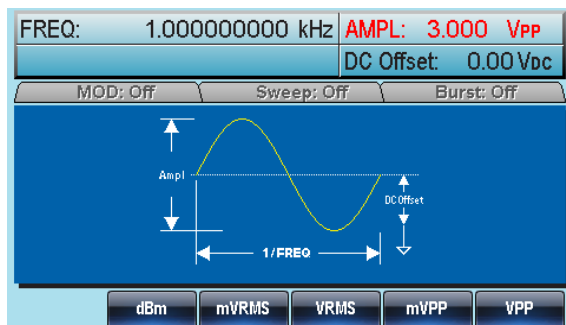 FREQ: 1.000000000 kHz AMPL: 3.000 VPP
DC Offset: 0.00 VDC
MOD: Off Sweep: Off Burst: Off
Ampl
DC Offset
1/FREQ
dBm mVRMS VRMS mVPP VPP